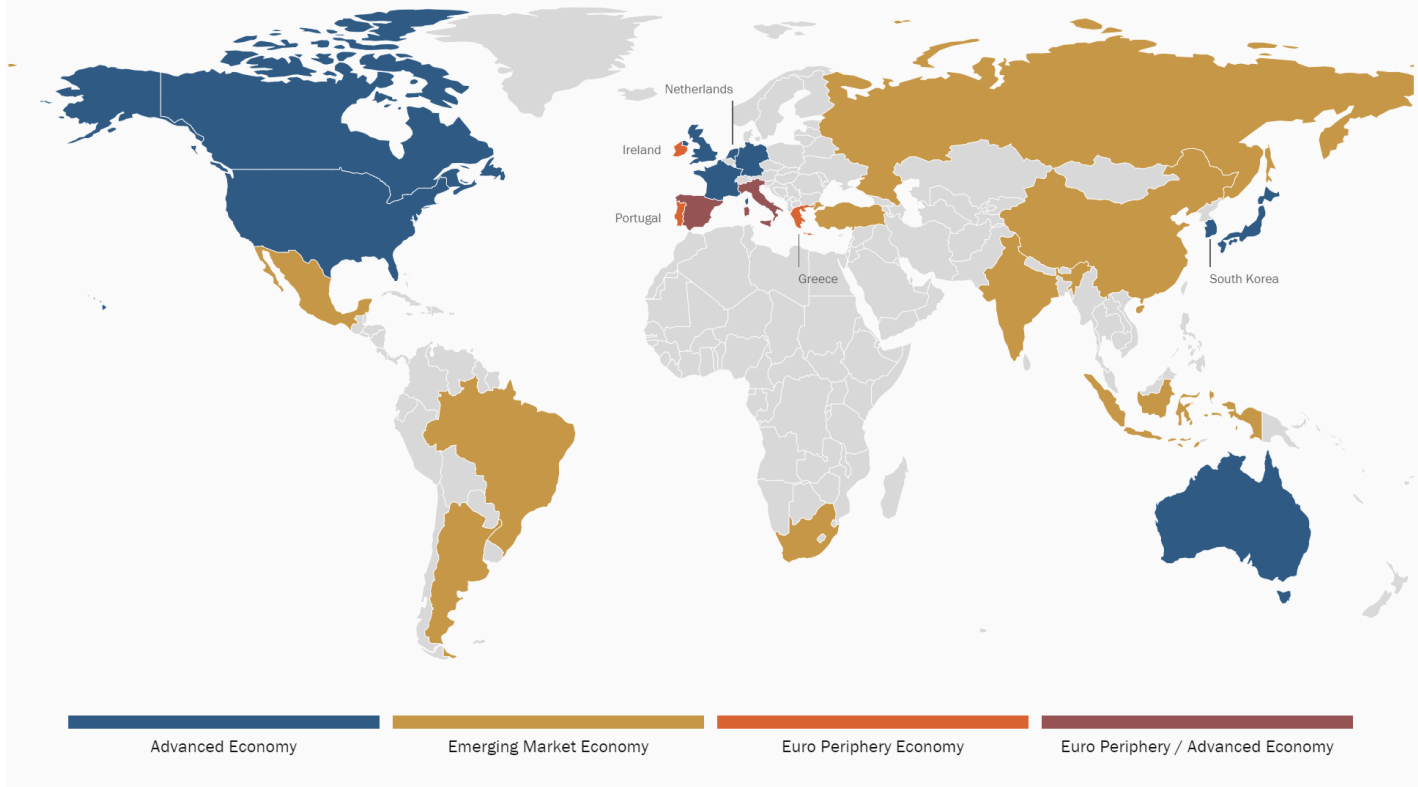 Netherlands
Ireland
Portugal
Greece
South Korea
Advanced Economy
Emerging Market Economy
Euro Periphery Economy
Euro Periphery / Advanced Economy